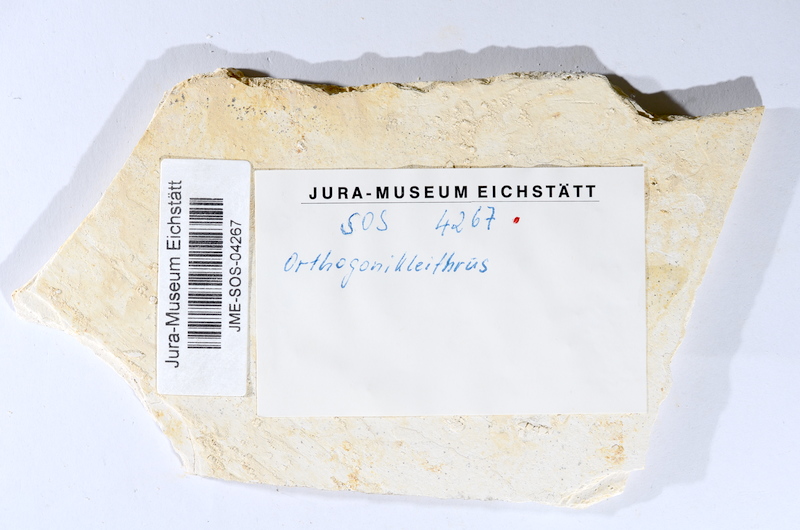 Jura-Museum Eichstätt
JME-SOS-04267
JURA-MUSEUM EICHSTÄTT
SOS 4267
Orthogonikleithrus